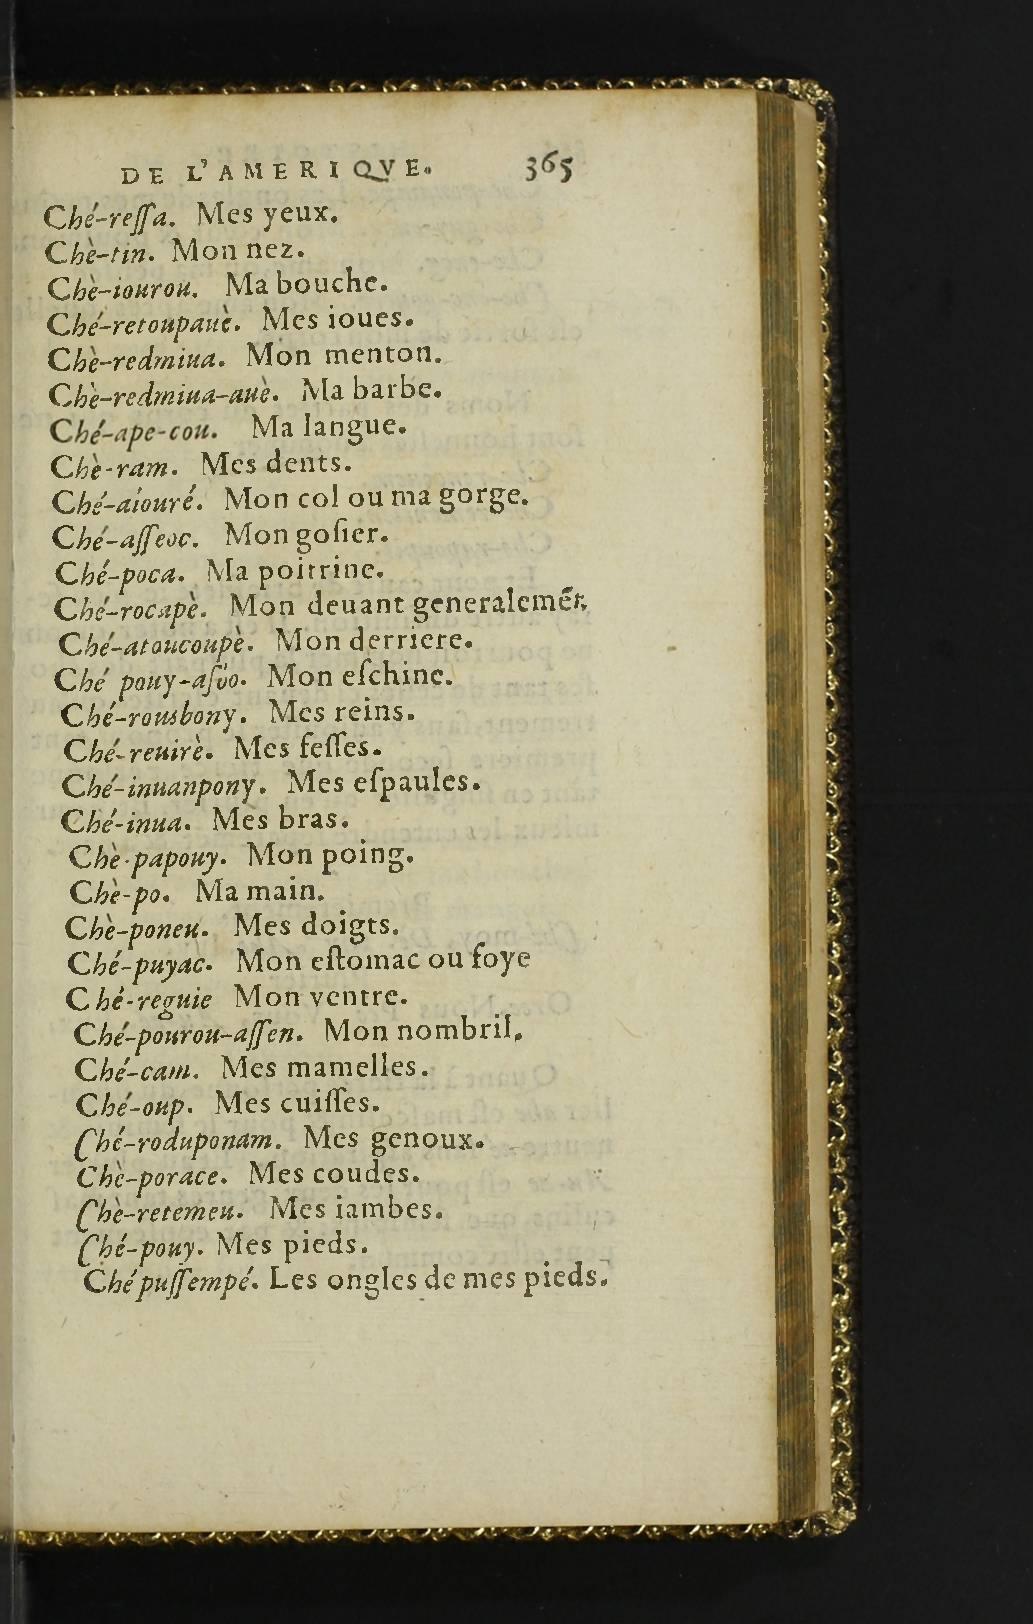 DE L'AMERIQVE. 365
Ché-reſſa. Mes yeux.
Chè-tin. Mon nez.
Chè-iourou. Ma bouche.
Ché-retoupauè. Mes ioues.
Chè-redmiua. Mon menton.
Chè-redmiua-auè. Ma barbe.
Ché-ape-cou. Ma langue.
Chè-ram. Mes dents.
Ché-aiouré. Mon col ou ma gorge.
Ché-aſſeoc. Mon goſier.
Ché-poca. Ma poitrine.
Ché-rocapè. Mon deuant generalemẽt.
Ché-atoucoupè. Mon derriere.
Ché pouy-aſóo. Mon eſchine.
Ché-rousbony. Mes reins.
Ché-reuirè. Mes feſſes.
Ché-inuanpony. Mes eſpaules.
Ché-inua. Mes bras.
Chè-papouy. Mon poing.
Chè-po. Ma main.
Chè-poneu. Mes doigts.
Ché-puyac. Mon eſtomac ou foye
Ché-reguie Mon ventre.
Ché-pourou-aſſen. Mon nombril.
Ché-cam. Mes mamelles.
Ché-oup. Mes cuiſſes.
Ché-roduponam. Mes genoux.
Chè-porace. Mes coudes.
Chè-retemeu. Mes iambes.
Ché-pouy. Mes pieds.
Ché puſſempé. Les ongles de mes pieds.